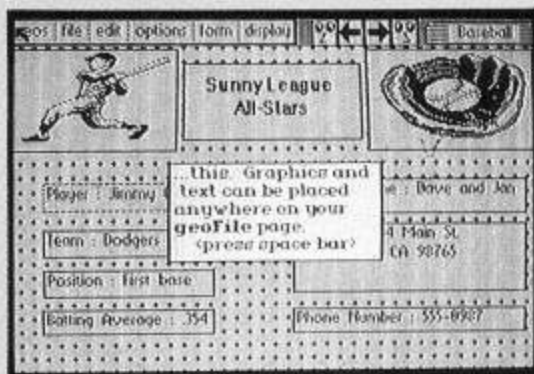 geos file edit options form display Baseball
Sunny League
All-Stars
...this. Graphics and
text can be placed
anywhere on your
geoFile page.
(press space bar)
Player : Jimmy
e : Dave and Jan
Team : Dodgers
4 Main St.
CA 98765
Position : first base
Batting Average : .354
Phone Number : 555-0987